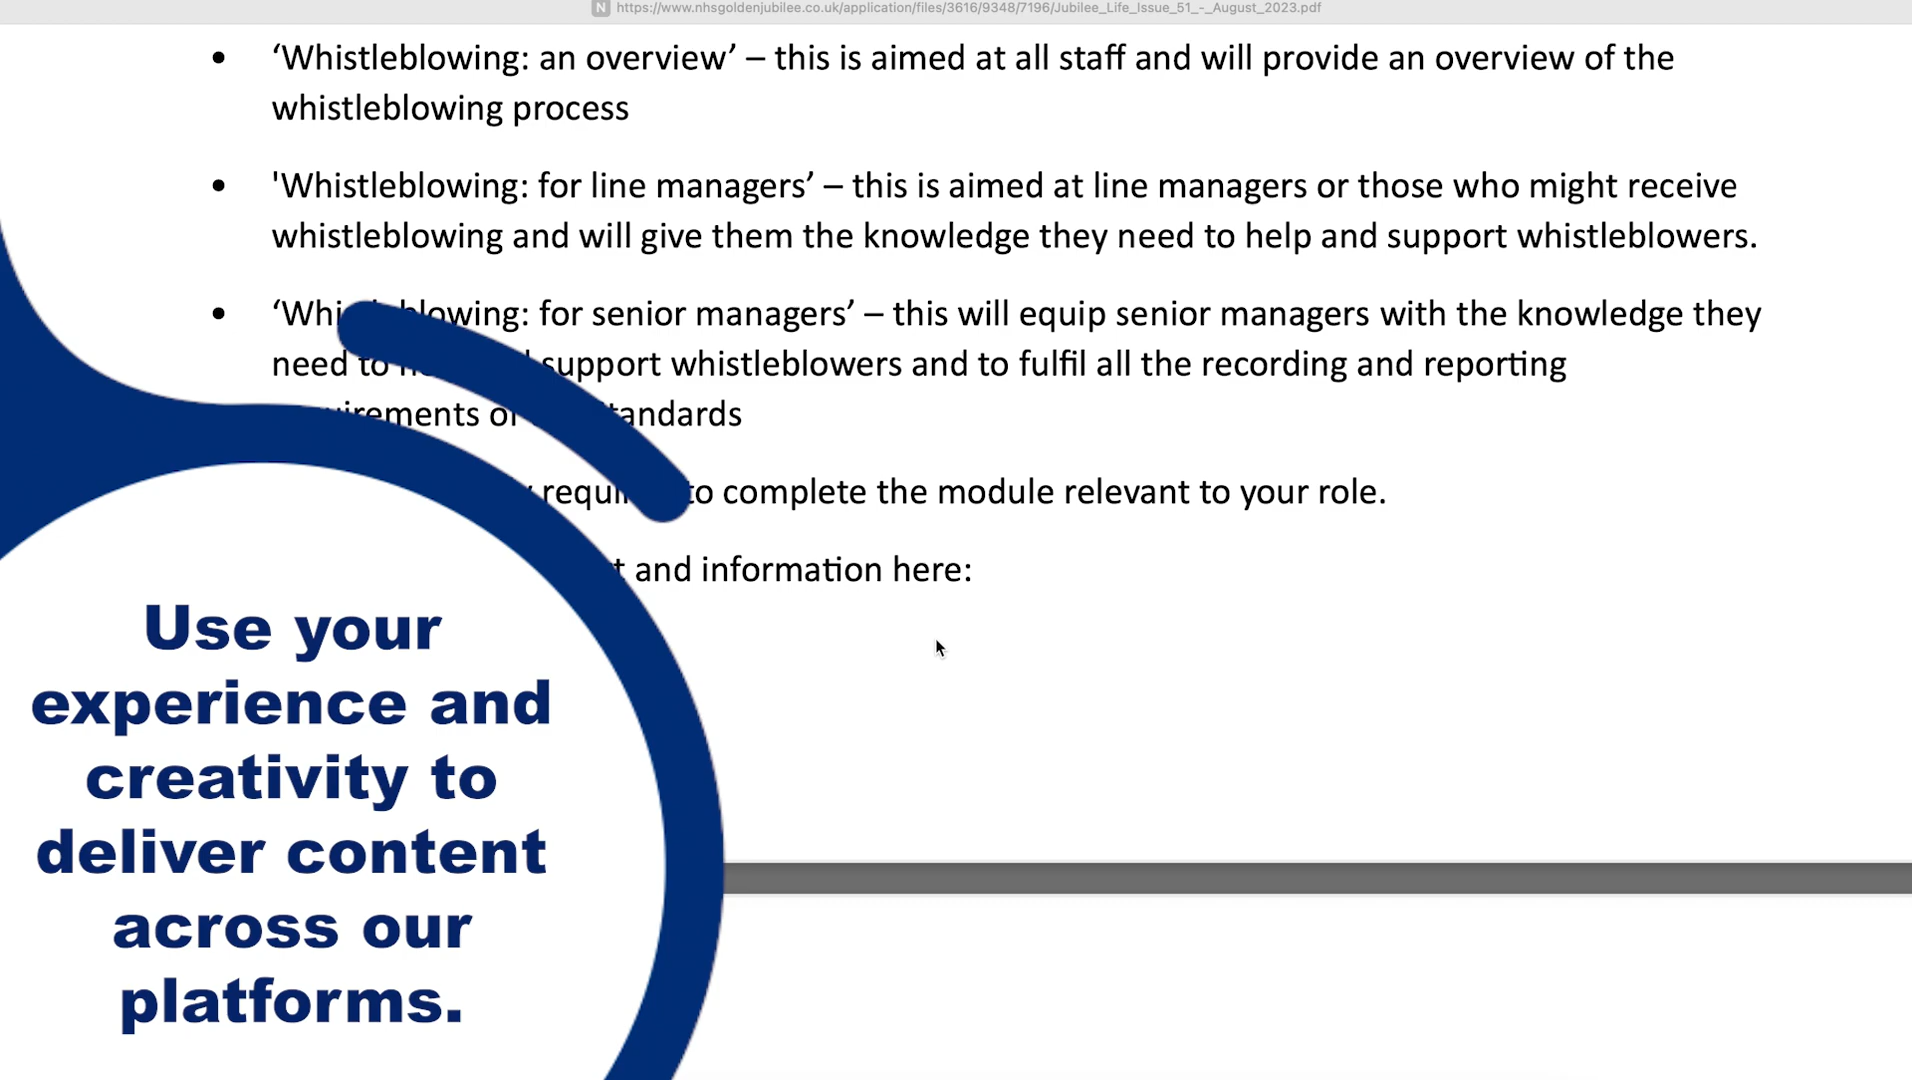 N https://www.nhsgoldenjubilee.co.uk/application/files/3616/9348/7196/Jubilee_Life_Issue_51_-_August_2023.pdf
• ‘Whistleblowing: an overview’ – this is aimed at all staff and will provide an overview of the
whistleblowing process
• 'Whistleblowing: for line managers’ – this is aimed at line managers or those who might receive
whistleblowing and will give them the knowledge they need to help and support whistleblowers.
• ‘Whistleblowing: for senior managers’ – this will equip senior managers with the knowledge they
need to support whistleblowers and to fulfil all the recording and reporting
requirements of standards
to complete the module relevant to your role.
and information here:
Use your
experience and
creativity to
deliver content
across our
platforms.